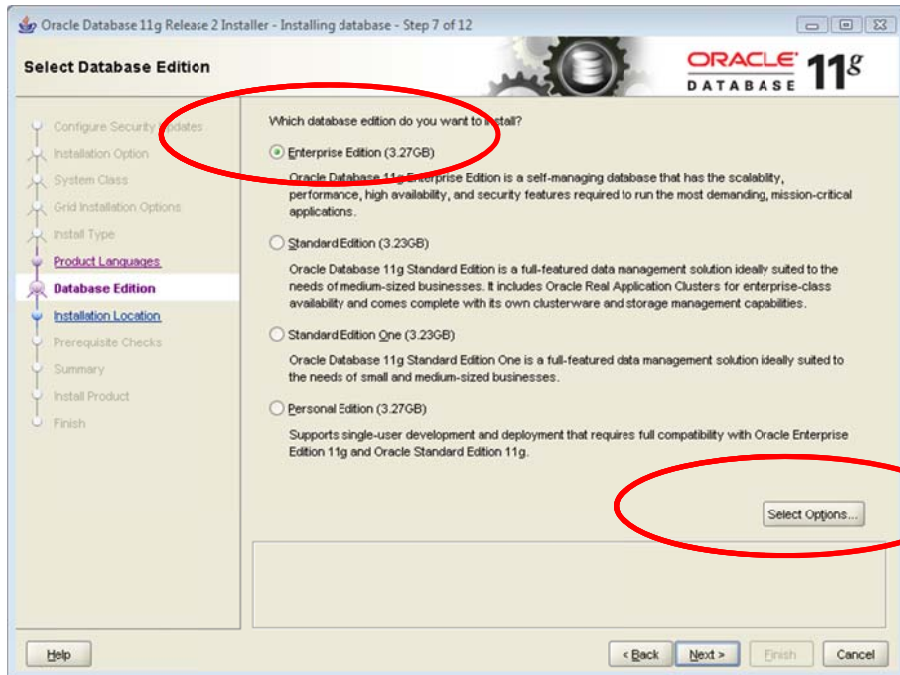 Oracle Database 11g Release 2 Installer - Installing database - Step 7 of 12
Select Database Edition
ORACLE
DATABASE
11g
Configure Security Updates
Installation Option
System Class
Grid Installation Options
Install Type
Product Languages
Database Edition
Installation Location
Prerequisite Checks
Summary
Install Product
Finish
Which database edition do you want to install?
Enterprise Edition (3.27GB)
Oracle Database 11g Enterprise Edition is a self-managing database that has the scalability,
performance, high availability, and security features required to run the most demanding, mission-critical
applications.
Standard Edition (3.23GB)
Oracle Database 11g Standard Edition is a full-featured data management solution ideally suited to the
needs of medium-sized businesses. It includes Oracle Real Application Clusters for enterprise-class
availability and comes complete with its own clusterware and storage management capabilities.
Standard Edition One (3.23GB)
Oracle Database 11g Standard Edition One is a full-featured data management solution ideally suited to
the needs of small and medium-sized businesses.
Personal Edition (3.27GB)
Supports single-user development and deployment that requires full compatibility with Oracle Enterprise
Edition 11g and Oracle Standard Edition 11g.
Select Options...
Help
< Back
Next >
Finish
Cancel